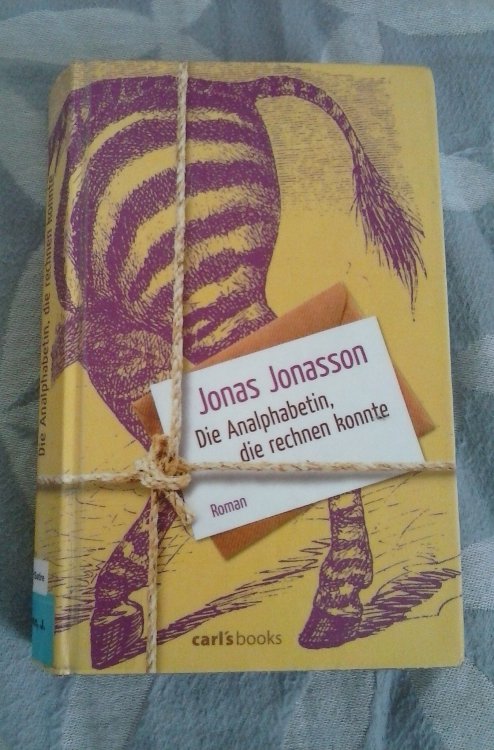 Jonas Jonasson
Die Analphabetin,
die rechnen konnte
Roman
carl's books
Die Analphabetin, die rechnen konnte